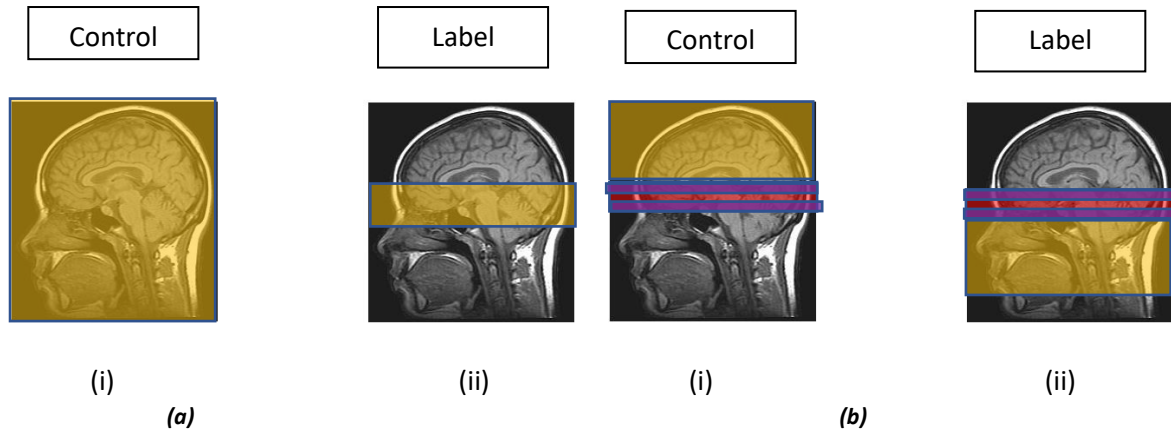 Control
Label
Control
Label
(i)
(ii)
(i)
(ii)
(a)
(b)